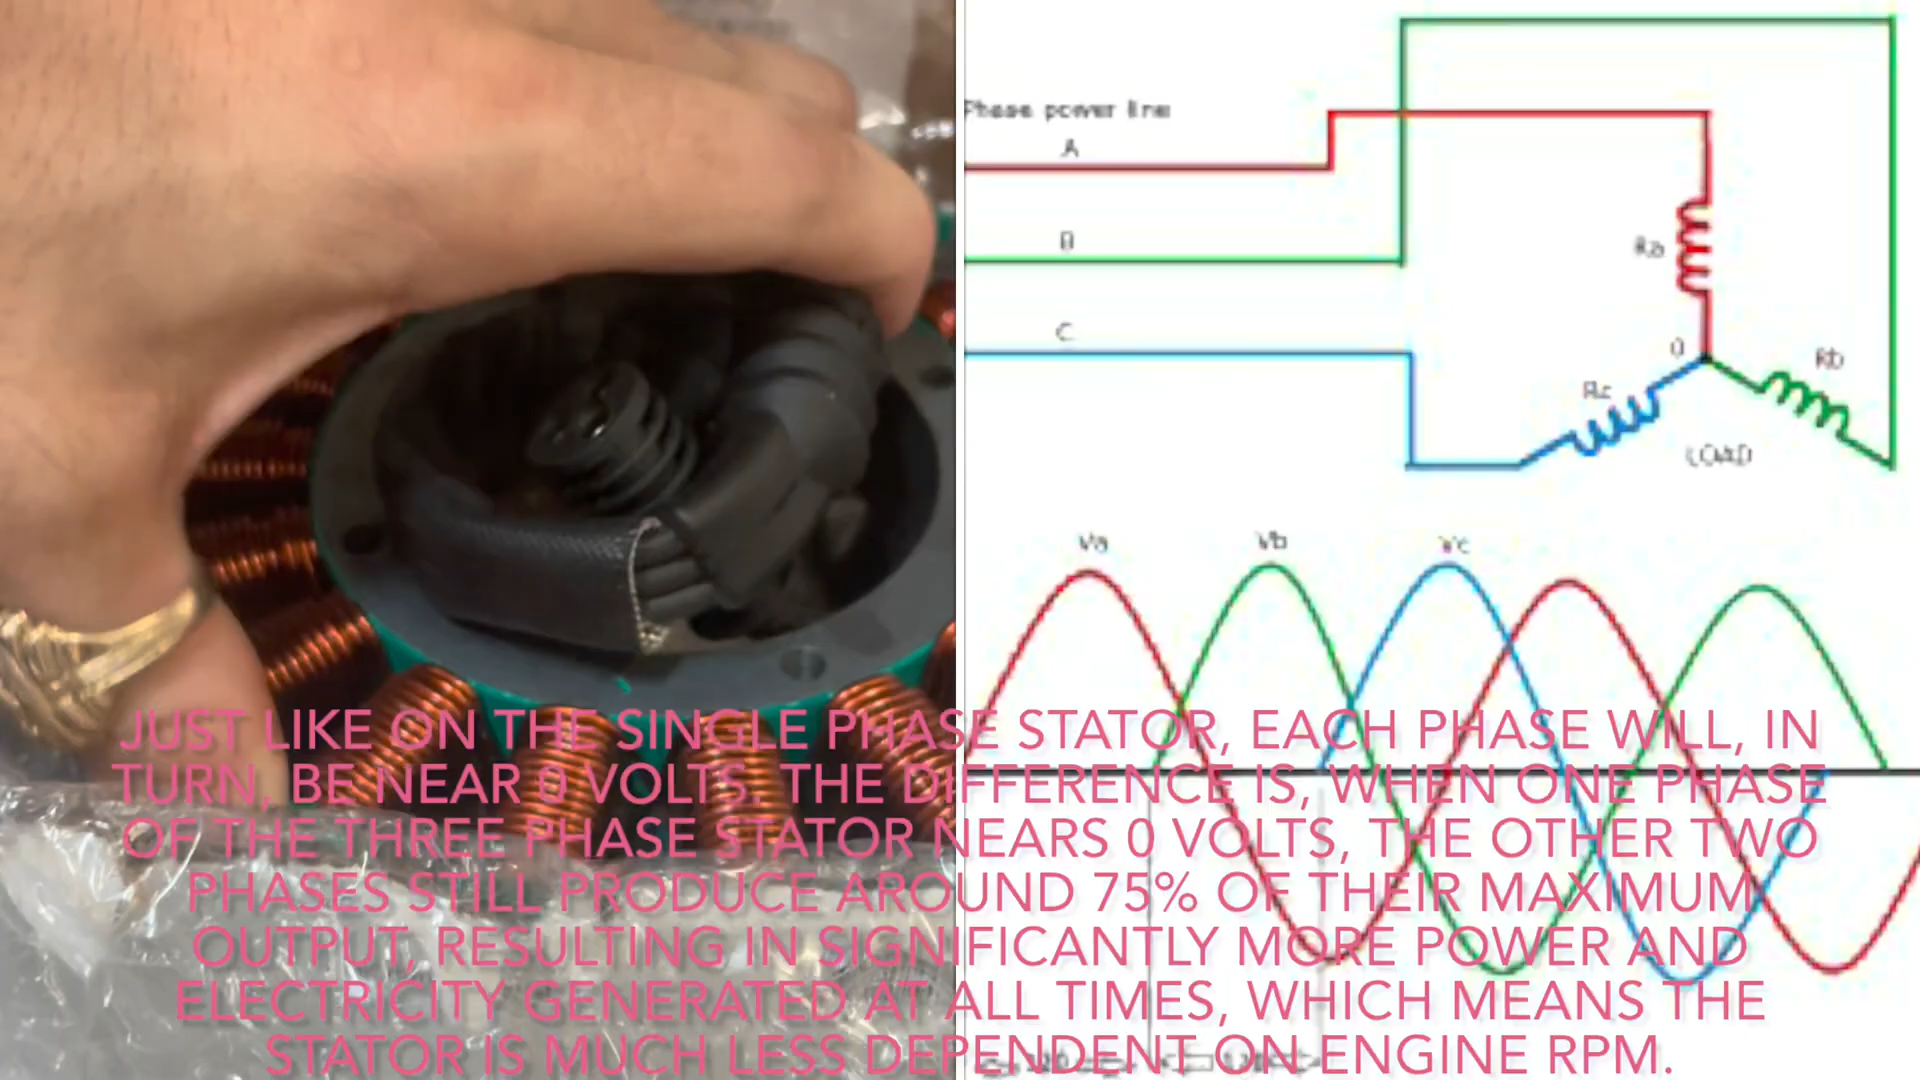 Phase power line
A
B
C
Ra
0
Rb
Rc
LOAD
Va
Vb
Vc
JUST LIKE ON THE SINGLE PHASE STATOR, EACH PHASE WILL, IN
TURN, BE NEAR 0 VOLTS. THE DIFFERENCE IS, WHEN ONE PHASE
OF THE THREE PHASE STATOR NEARS 0 VOLTS, THE OTHER TWO
PHASES STILL PRODUCE AROUND 75% OF THEIR MAXIMUM
OUTPUT, RESULTING IN SIGNIFICANTLY MORE POWER AND
ELECTRICITY GENERATED AT ALL TIMES, WHICH MEANS THE
STATOR IS MUCH LESS DEPENDENT ON ENGINE RPM.